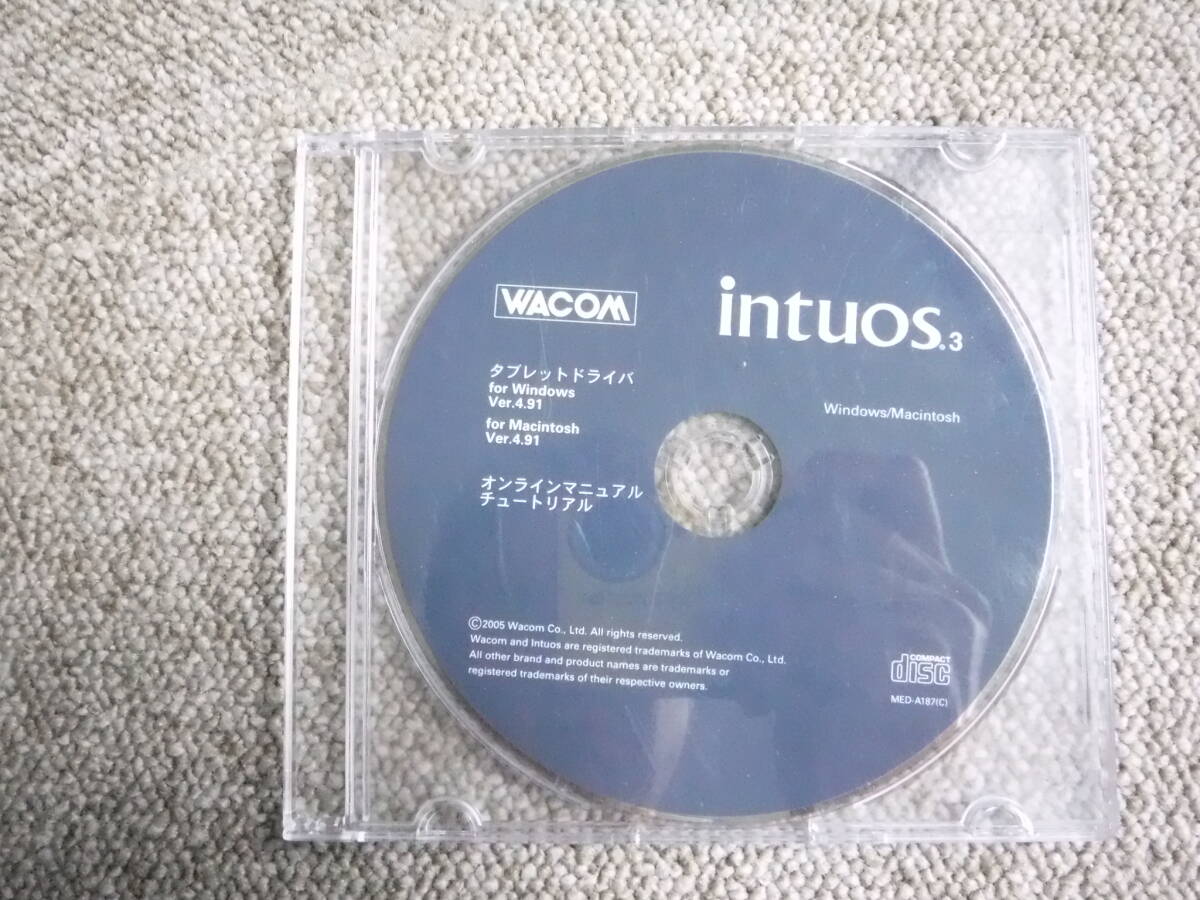 WACOM
intuos.3
タブレットドライバ
for Windows
Ver.4.91
for Macintosh
Ver.4.91
Windows/Macintosh
オンラインマニュアル
チュートリアル
©2005 Wacom Co., Ltd. All rights reserved.
Wacom and Intuos are registered trademarks of Wacom Co., Ltd.
All other brand and product names are trademarks or
registered trademarks of their respective owners.
COMPACT
disc
MED-A187(C)